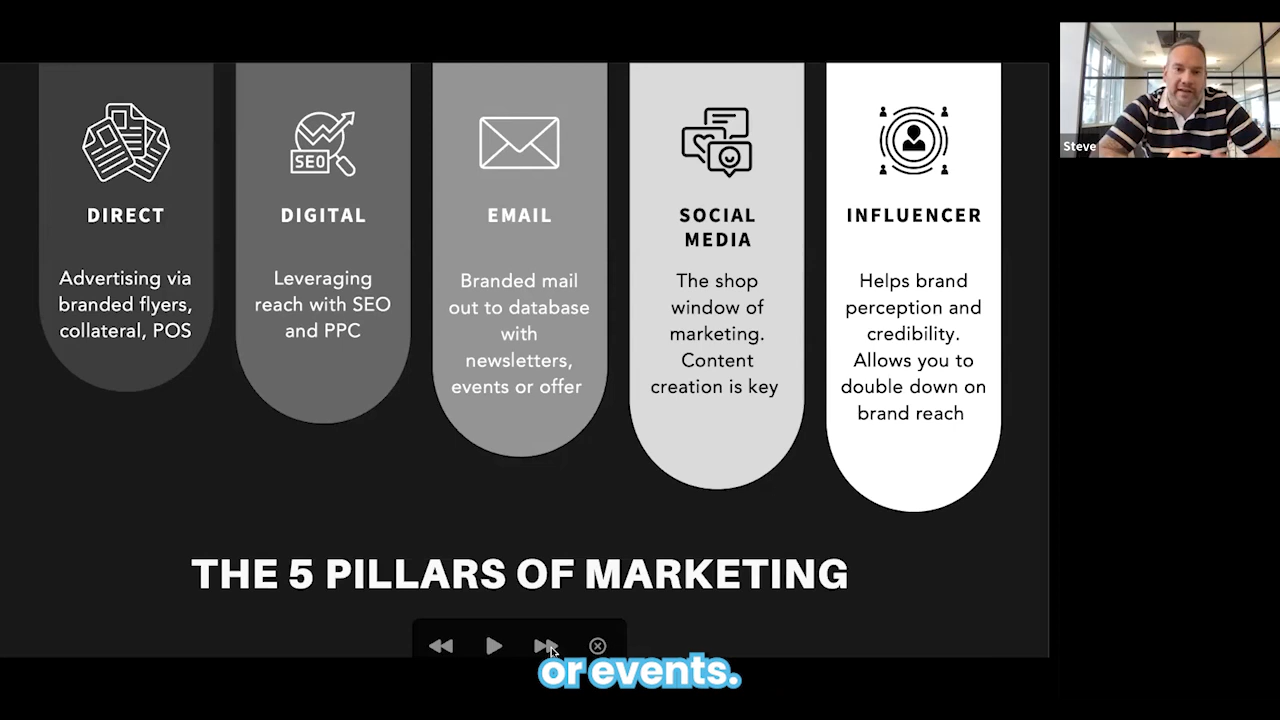 SEO
DIRECT
Advertising via
branded flyers,
collateral, POS
DIGITAL
Leveraging
reach with SEO
and PPC
EMAIL
Branded mail
out to database
with
newsletters,
events or offer
SOCIAL
MEDIA
The shop
window of
marketing.
Content
creation is key
INFLUENCER
Helps brand
perception and
credibility.
Allows you to
double down on
brand reach
THE 5 PILLARS OF MARKETING
or events.
Steve